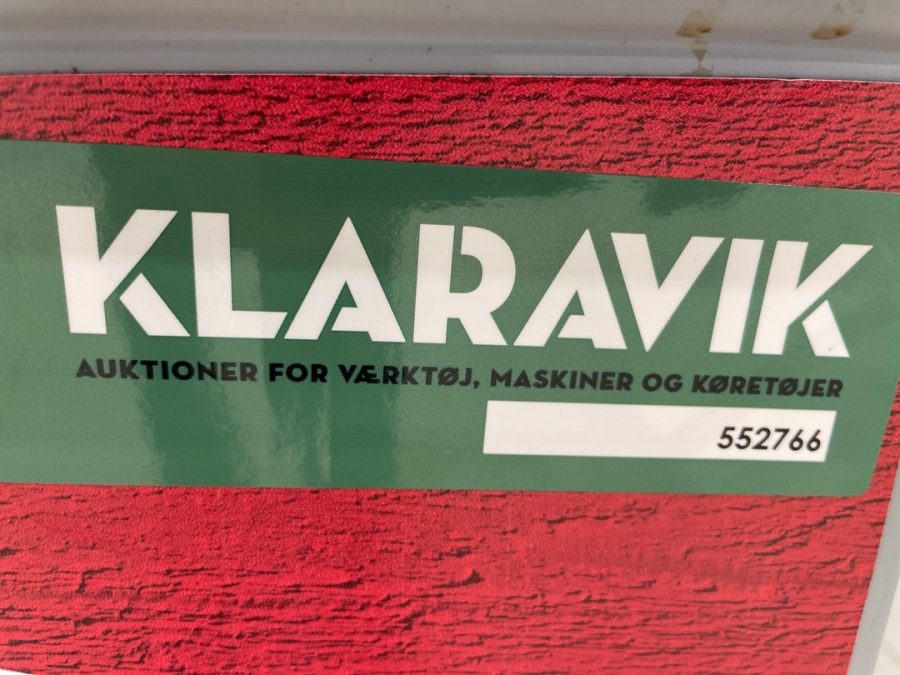 KLARAVIK
AUKTIONER FOR VÆRKTØJ, MASKINER OG KØRETØJER
552766